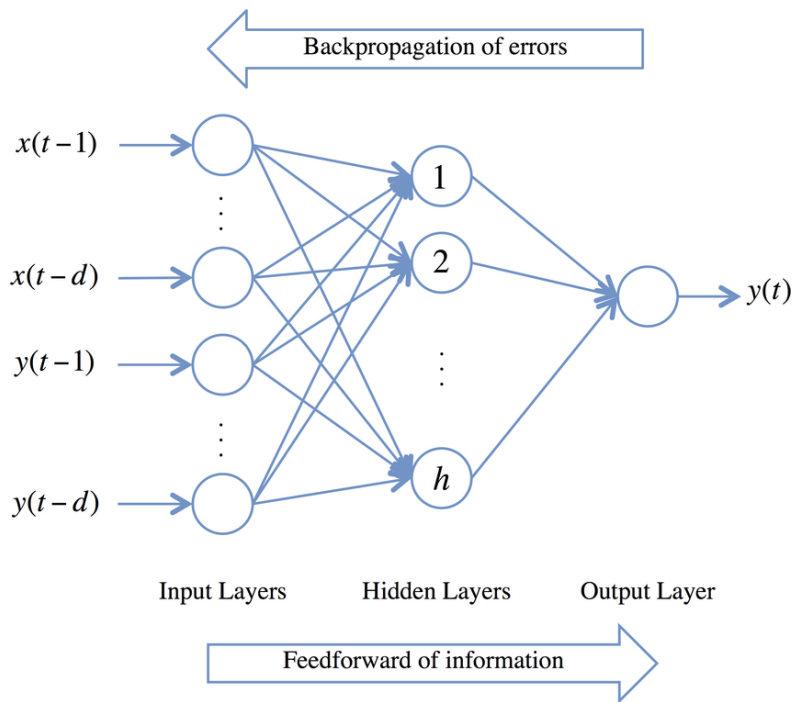 Backpropagation of errors
x(t−1)
x(t−d)
y(t−1)
y(t−d)
1
2
h
y(t)
Input Layers
Hidden Layers
Output Layer
Feedforward of information